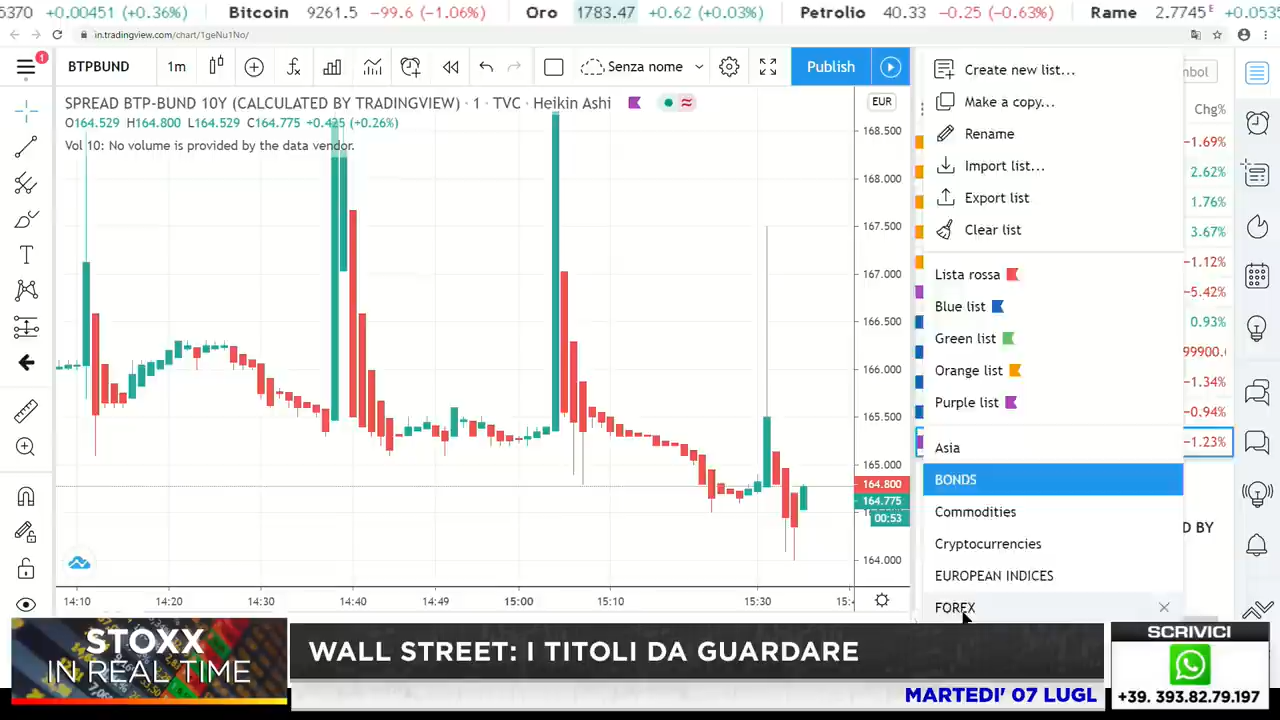 5370 +0.00451 (+0.36%) Bitcoin 9261.5 −99.6 (−1.06%) Oro 1783.47 +0.62 (+0.03%) Petrolio 40.33 −0.25 (−0.63%) Rame 2.7745ᴱ +0.053
in.tradingview.com/chart/1geNu1No/
1
BTPBUND 1m Senza nome Publish
SPREAD BTP-BUND 10Y (CALCULATED BY TRADINGVIEW) · 1 · TVC · Heikin Ashi
O164.529 H164.800 L164.529 C164.775 +0.425 (+0.26%)
Vol 10: No volume is provided by the data vendor.
EUR
168.500
168.000
167.500
167.000
166.500
166.000
165.500
165.000
164.800
164.775
00:53
164.000
14:10 14:20 14:30 14:40 14:49 15:00 15:10 15:30 15:4
Create new list...
Make a copy...
Rename
Import list...
Export list
Clear list
Lista rossa
Blue list
Green list
Orange list
Purple list
Asia
BONDS
Commodities
Cryptocurrencies
EUROPEAN INDICES
FOREX
mbol
Chg%
−1.69%
2.62%
1.76%
3.67%
−1.12%
−5.42%
0.93%
99900.
−1.34%
−0.94%
−1.23%
D BY
STOXX
IN REAL TIME
WALL STREET: I TITOLI DA GUARDARE
MARTEDI' 07 LUGL
SCRIVICI
+39. 393.82.79.197